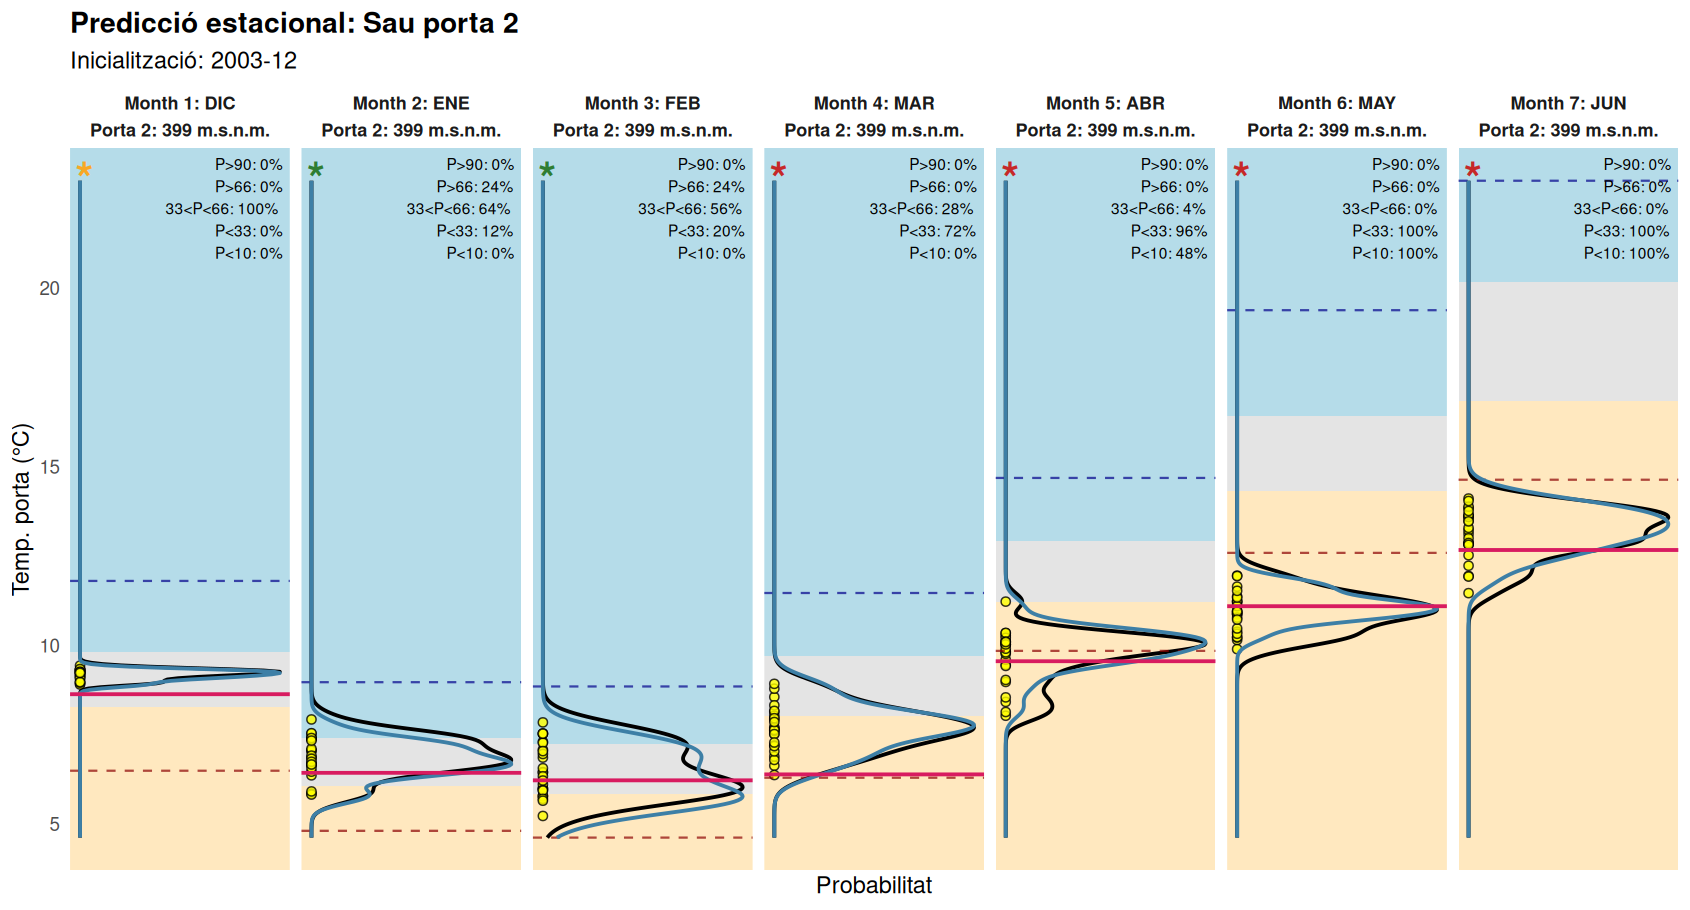 Predicció estacional: Sau porta 2
Inicialització: 2003-12
Month 1: DIC
Porta 2: 399 m.s.n.m.
Month 2: ENE
Porta 2: 399 m.s.n.m.
Month 3: FEB
Porta 2: 399 m.s.n.m.
Month 4: MAR
Porta 2: 399 m.s.n.m.
Month 5: ABR
Porta 2: 399 m.s.n.m.
Month 6: MAY
Porta 2: 399 m.s.n.m.
Month 7: JUN
Porta 2: 399 m.s.n.m.
*
P>90: 0%
P>66: 0%
33<P<66: 100%
P<33: 0%
P<10: 0%
*
P>90: 0%
P>66: 24%
33<P<66: 64%
P<33: 12%
P<10: 0%
*
P>90: 0%
P>66: 24%
33<P<66: 56%
P<33: 20%
P<10: 0%
*
P>90: 0%
P>66: 0%
33<P<66: 28%
P<33: 72%
P<10: 0%
*
P>90: 0%
P>66: 0%
33<P<66: 4%
P<33: 96%
P<10: 48%
*
P>90: 0%
P>66: 0%
33<P<66: 0%
P<33: 100%
P<10: 100%
*
P>90: 0%
P>66: 0%
33<P<66: 0%
P<33: 100%
P<10: 100%
Temp. porta (°C)
20
15
10
5
Probabilitat